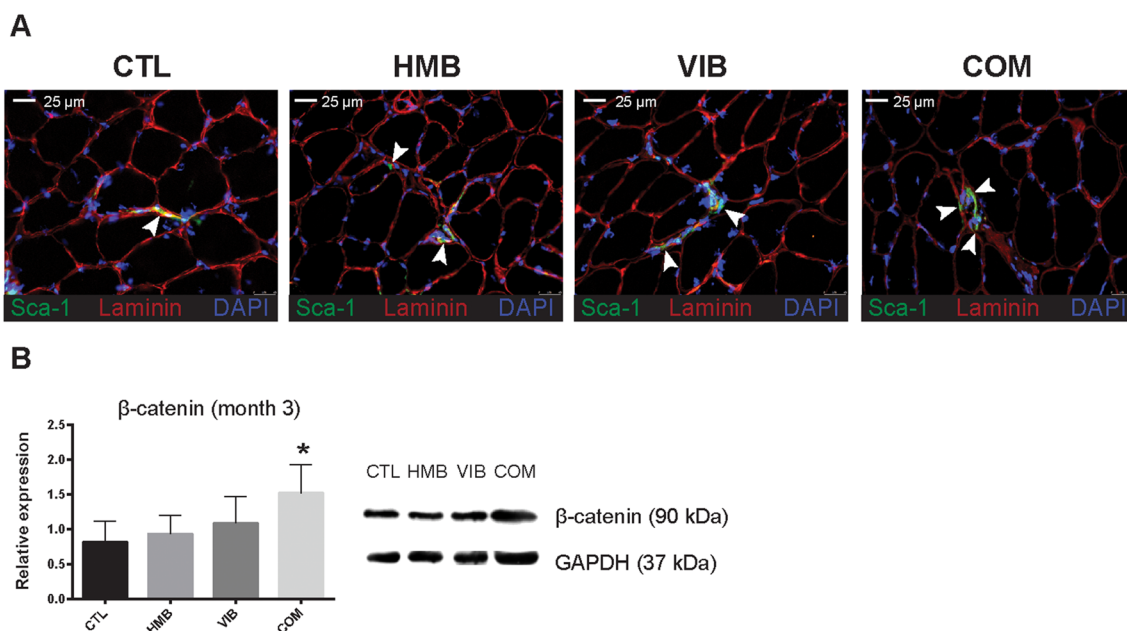 A
CTL HMB VIB COM
25 µm 25 µm 25 µm 25 µm
Sca-1 Laminin DAPI Sca-1 Laminin DAPI Sca-1 Laminin DAPI Sca-1 Laminin DAPI
B
β-catenin (month 3)
Relative expression
2.5
2.0
1.5
1.0
0.5
0.0
*
CTL HMB VIB COM
CTL HMB VIB COM
β-catenin (90 kDa)
GAPDH (37 kDa)